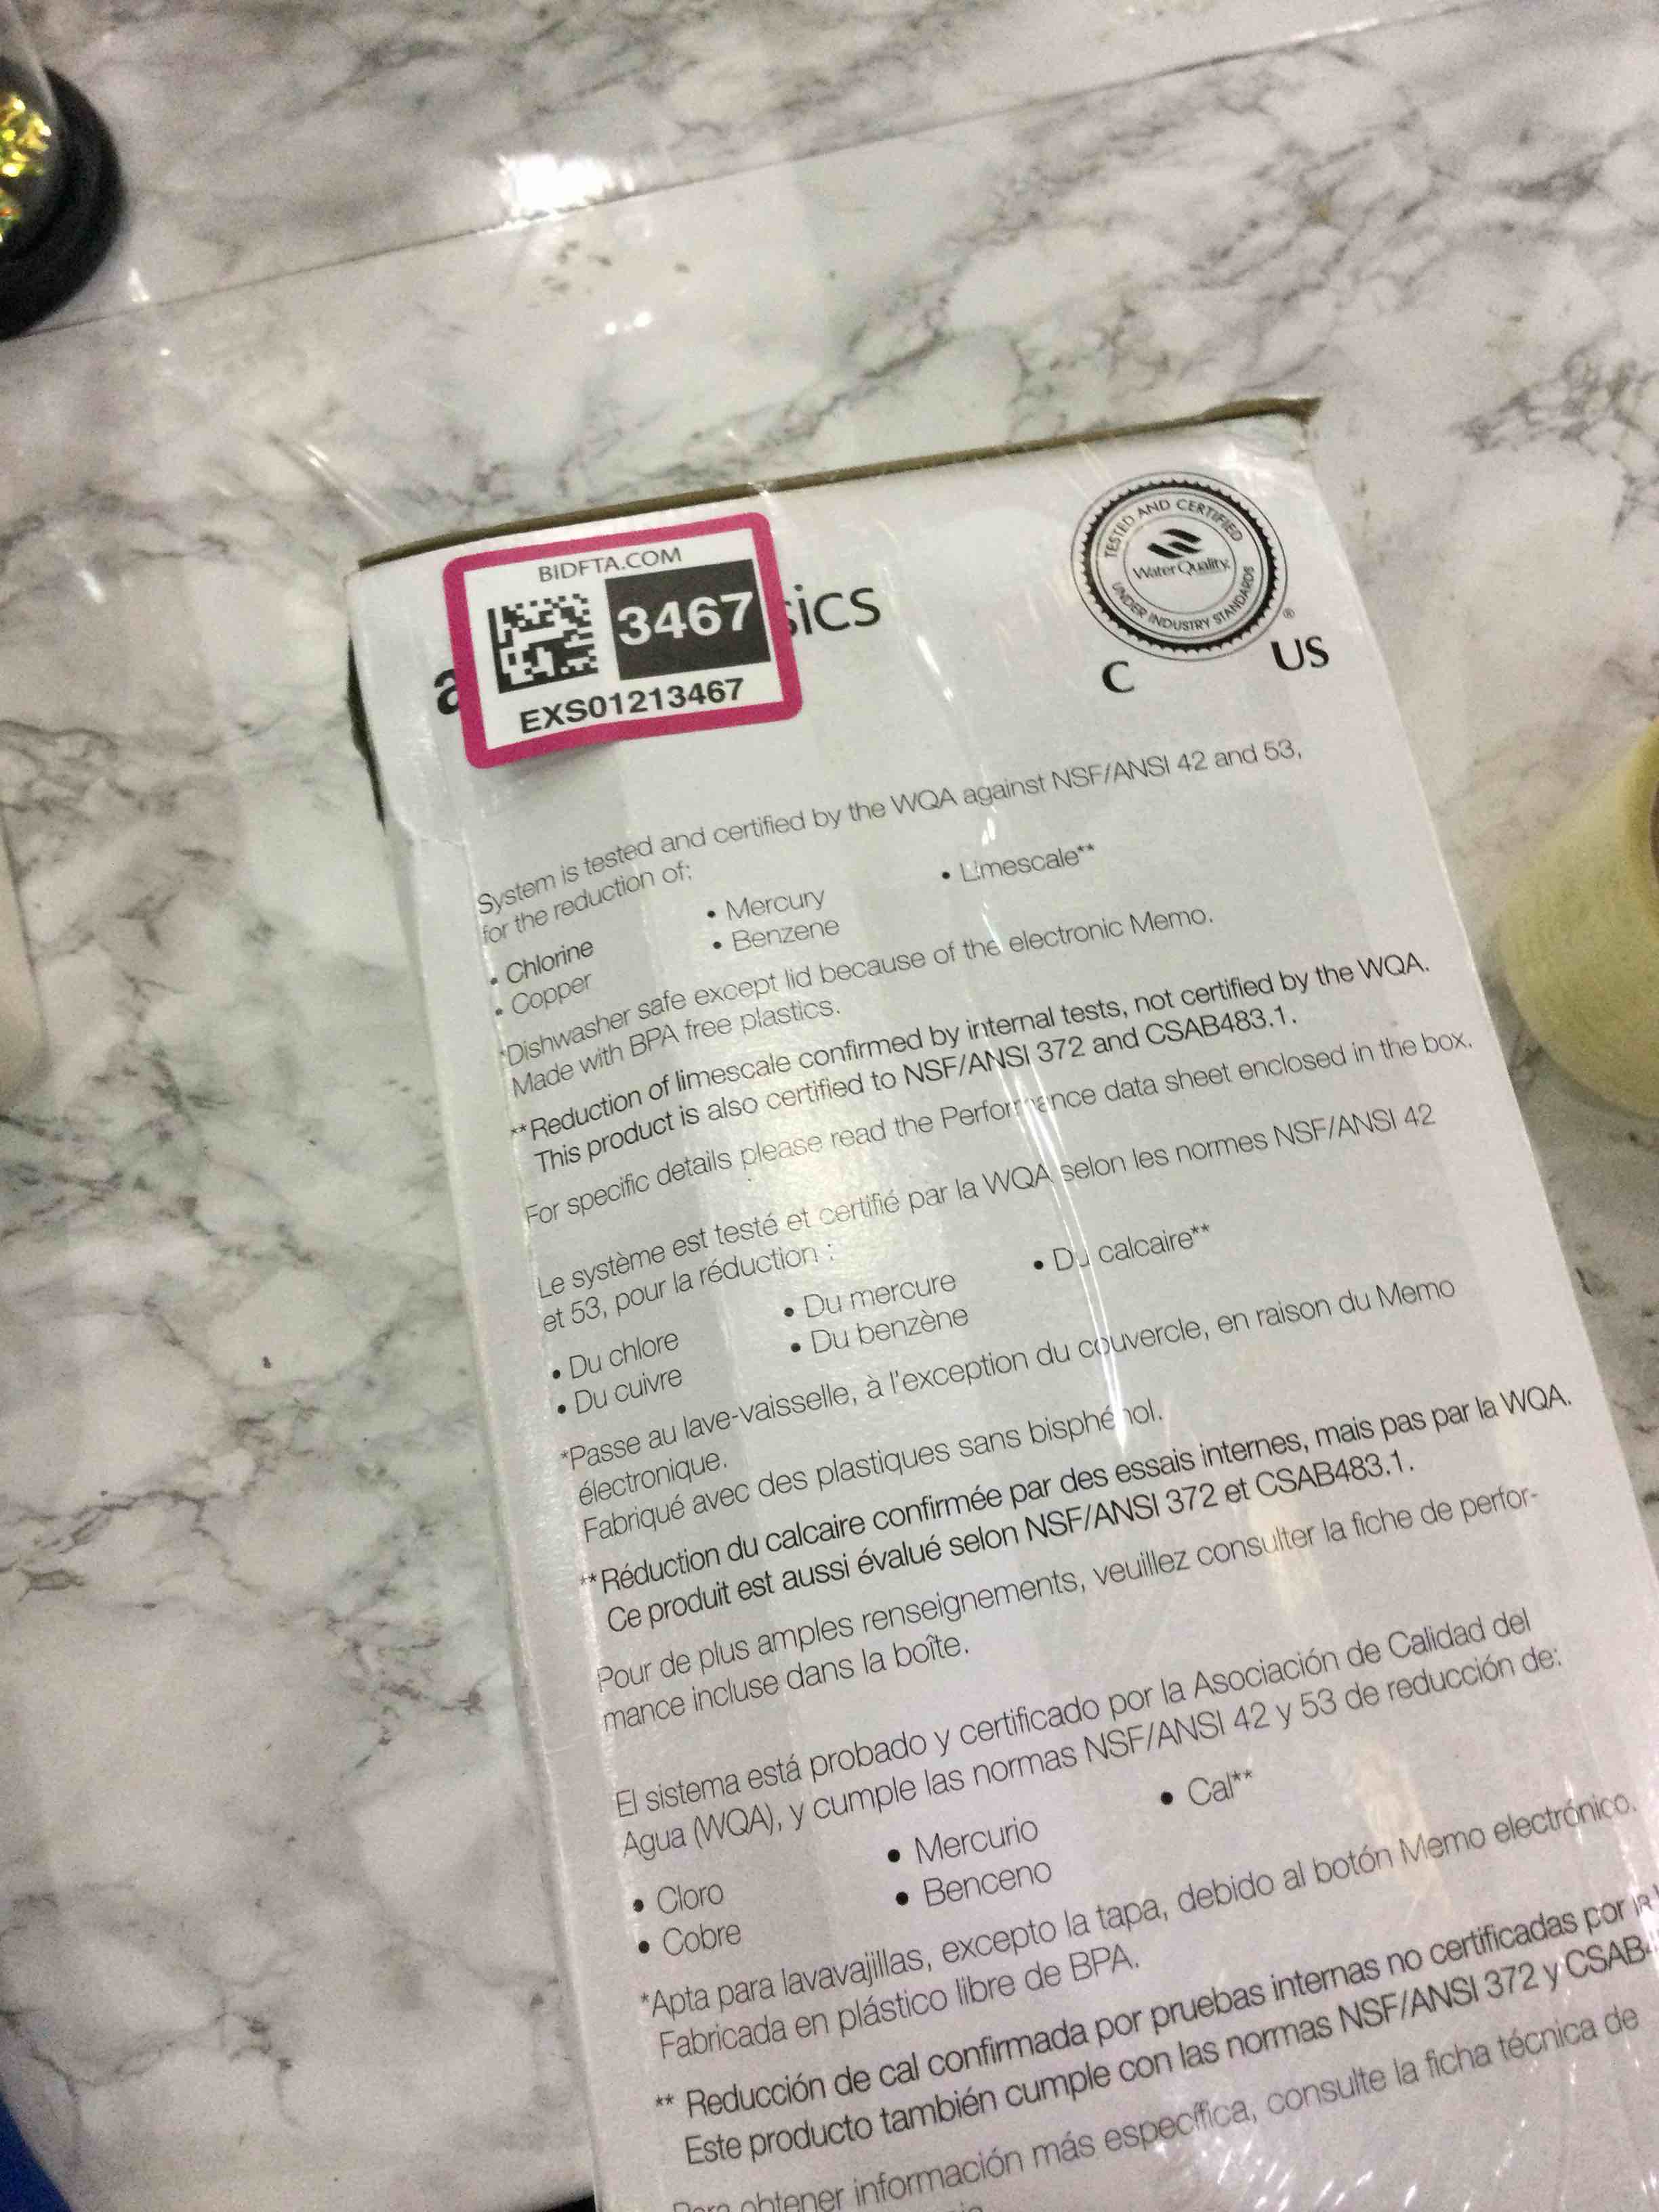 BIDFTA.COM
3467
EXS01213467
a sics
TESTED AND CERTIFIED
WaterQuality
UNDER INDUSTRY STANDARDS
®
C US
System is tested and certified by the WQA against NSF/ANSI 42 and 53,
for the reduction of:
• Chlorine
• Copper
• Mercury
• Benzene
• Limescale**
*Dishwasher safe except lid because of the electronic Memo.
Made with BPA free plastics.
**Reduction of limescale confirmed by internal tests, not certified by the WQA.
This product is also certified to NSF/ANSI 372 and CSAB483.1.
For specific details please read the Performance data sheet enclosed in the box.
Le système est testé et certifié par la WQA selon les normes NSF/ANSI 42
et 53, pour la réduction :
• Du chlore
• Du cuivre
• Du mercure
• Du benzène
• Du calcaire**
*Passe au lave-vaisselle, à l'exception du couvercle, en raison du Memo
électronique.
Fabriqué avec des plastiques sans bisphénol.
**Réduction du calcaire confirmée par des essais internes, mais pas par la WQA.
Ce produit est aussi évalué selon NSF/ANSI 372 et CSAB483.1.
Pour de plus amples renseignements, veuillez consulter la fiche de perfor-
mance incluse dans la boîte.
El sistema está probado y certificado por la Asociación de Calidad del
Agua (WQA), y cumple las normas NSF/ANSI 42 y 53 de reducción de:
• Cloro
• Cobre
• Mercurio
• Benceno
• Cal**
*Apta para lavavajillas, excepto la tapa, debido al botón Memo electrónico.
Fabricada en plástico libre de BPA.
** Reducción de cal confirmada por pruebas internas no certificadas por
Este producto también cumple con las normas NSF/ANSI 372 y CSAB
Para obtener información más específica, consulte la ficha técnica de